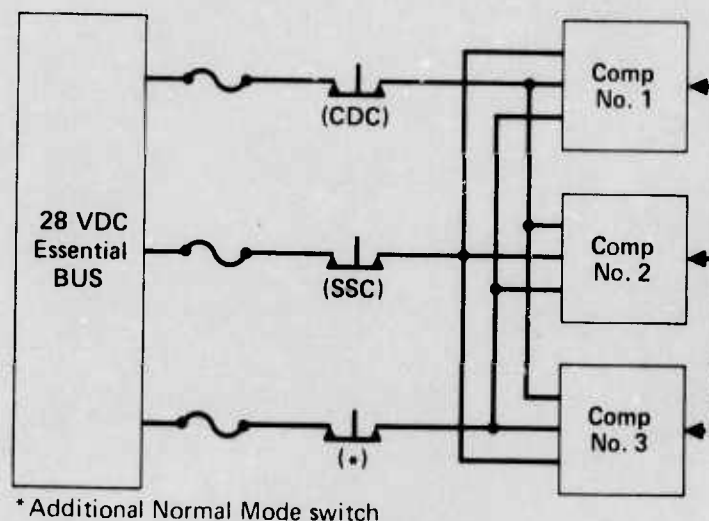 28 VDC
Essential
BUS
(CDC)
(SSC)
(*)
Comp
No. 1
Comp
No. 2
Comp
No. 3
*Additional Normal Mode switch